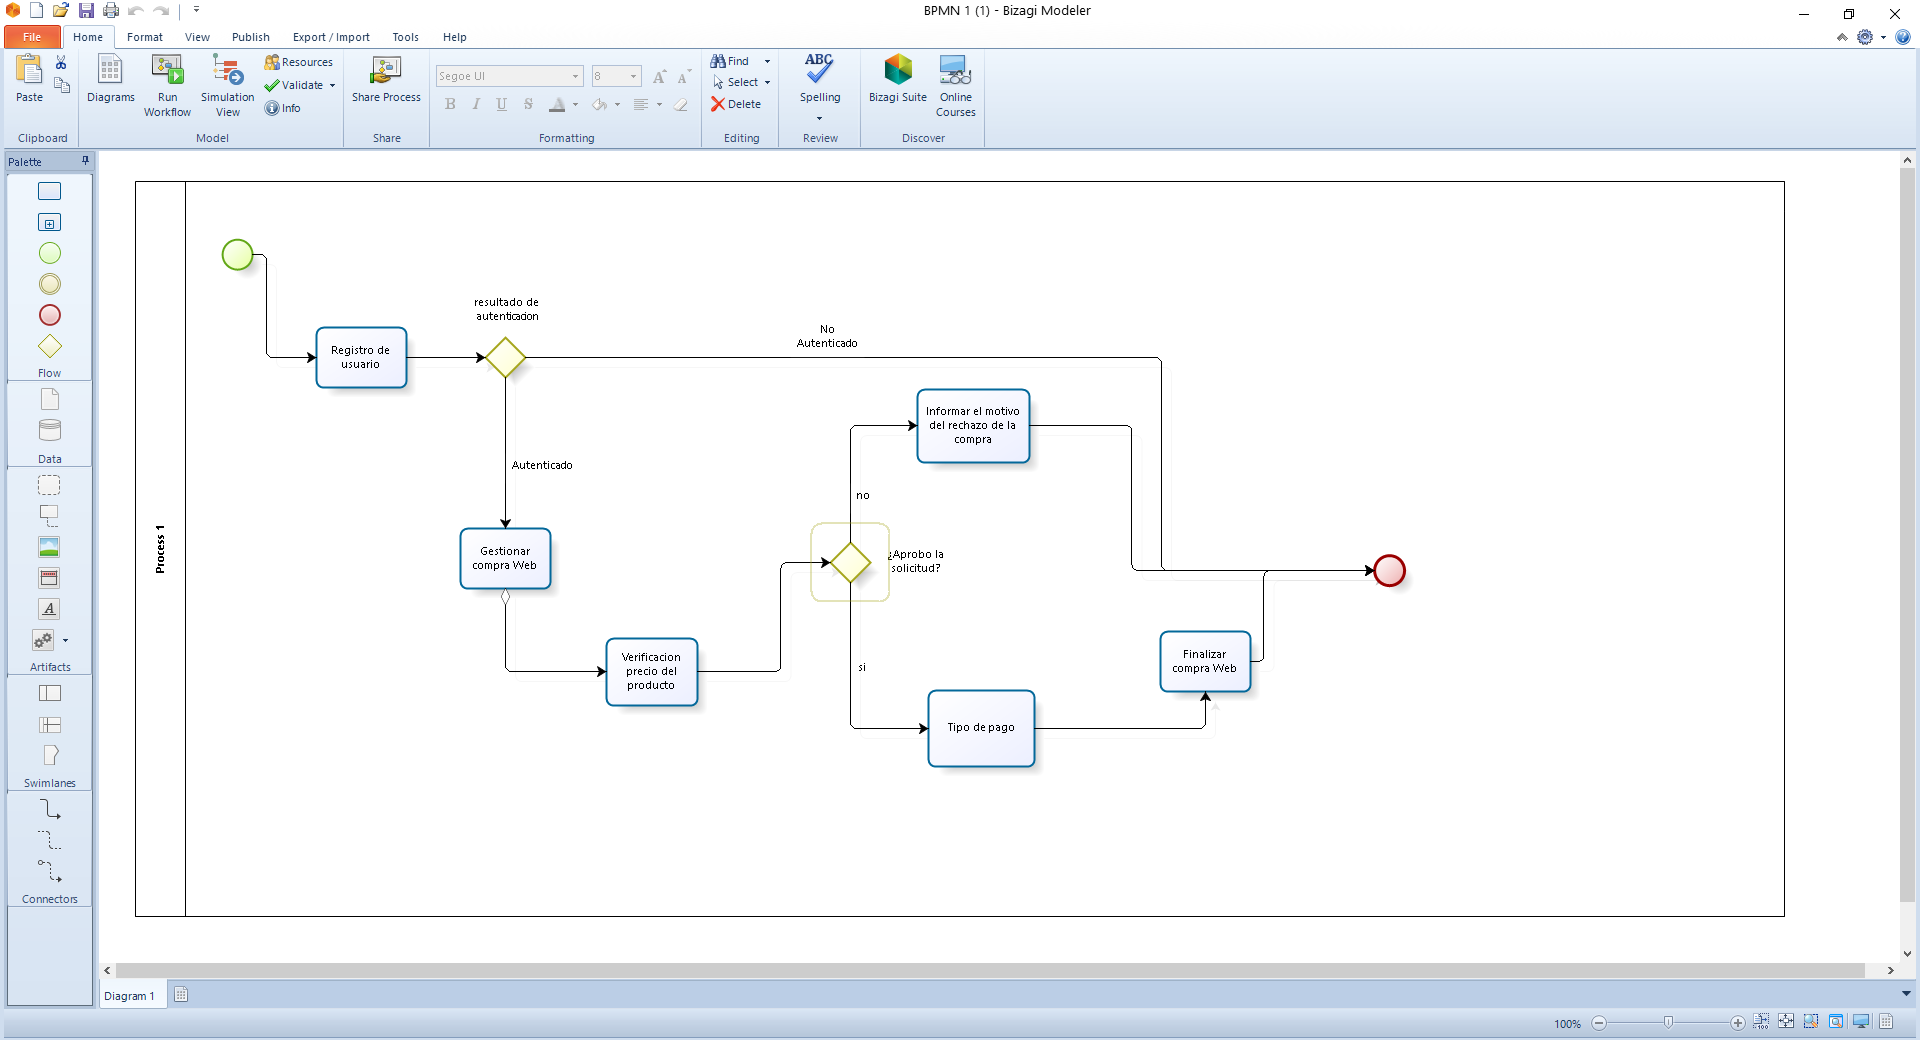 BPMN 1 (1) - Bizagi Modeler
File
Home
Format
View
Publish
Export / Import
Tools
Help
Paste
Clipboard
Diagrams
Run
Workflow
Simulation
View
Resources
Validate
Info
Model
Share Process
Share
Segoe UI
8
A
A
B
I
U
S
A
Formatting
Find
Select
Delete
Editing
ABC
Spelling
Review
Bizagi Suite
Online
Courses
Discover
Palette
Flow
Data
A
Artifacts
Swimlanes
Connectors
Process 1
resultado de
autenticacion
Registro de
usuario
No
Autenticado
Informar el motivo
del rechazo de la
compra
Autenticado
no
Gestionar
compra Web
¿Aprobo la
solicitud?
Verificacion
precio del
producto
si
Finalizar
compra Web
Tipo de pago
Diagram 1
100%